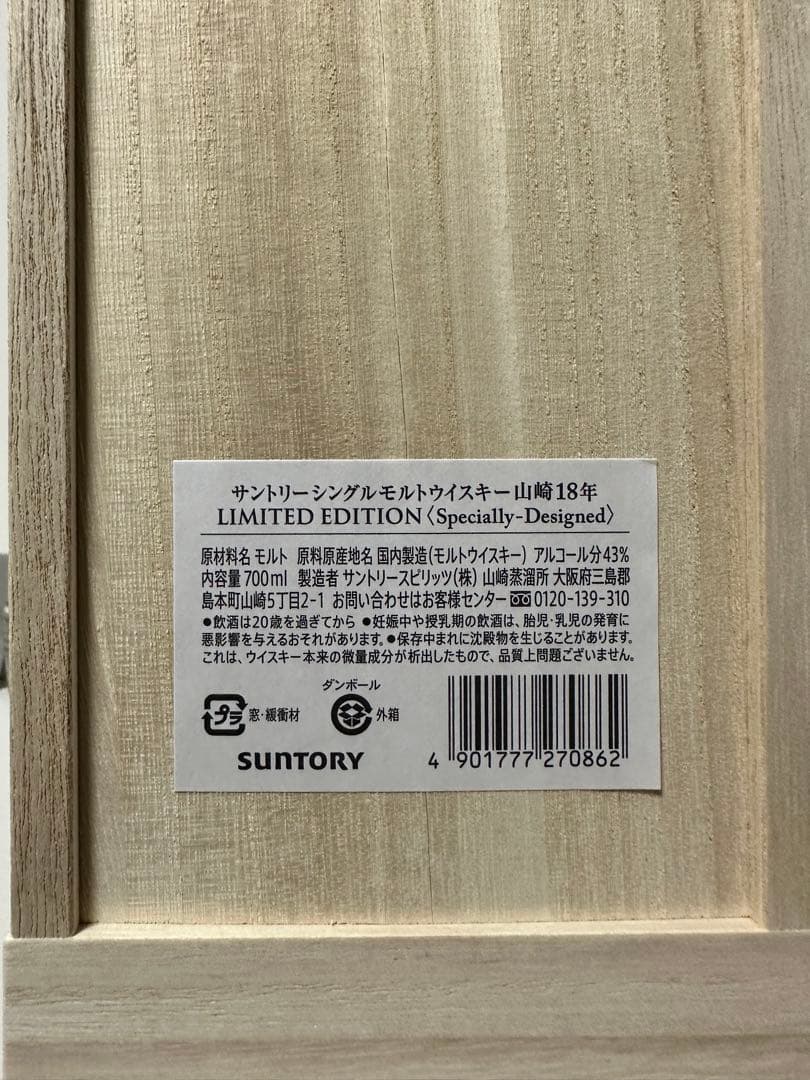 サントリーシングルモルトウイスキー山崎18年
LIMITED EDITION〈Specially-Designed〉
原材料名 モルト 原料原産地名 国内製造(モルトウイスキー) アルコール分43%
内容量700ml 製造者 サントリースピリッツ(株) 山崎蒸溜所 大阪府三島郡
島本町山崎5丁目2-1 お問い合わせはお客様センター 0120-139-310
●飲酒は20歳を過ぎてから ●妊娠中や授乳期の飲酒は、胎児・乳児の発育に
悪影響を与えるおそれがあります。●保存中まれに沈殿物を生じることがあります。
これは、ウイスキー本来の微量成分が析出したもので、品質上問題ございません。
ダンボール
プラ 窓・緩衝材 外箱
SUNTORY
4 901777 270862